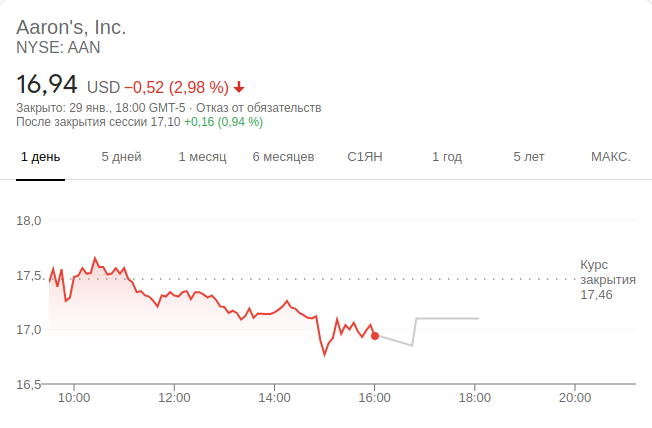 Aaron's, Inc.
NYSE: AAN
16,94 USD −0,52 (2,98 %)
Закрыто: 29 янв., 18:00 GMT-5 · Отказ от обязательств
После закрытия сессии 17,10 +0,16 (0,94 %)
1 день 5 дней 1 месяц 6 месяцев С1ЯН 1 год 5 лет МАКС.
18,0
17,5
17,0
16,5
Курс
закрытия
17,46
10:00 12:00 14:00 16:00 18:00 20:00